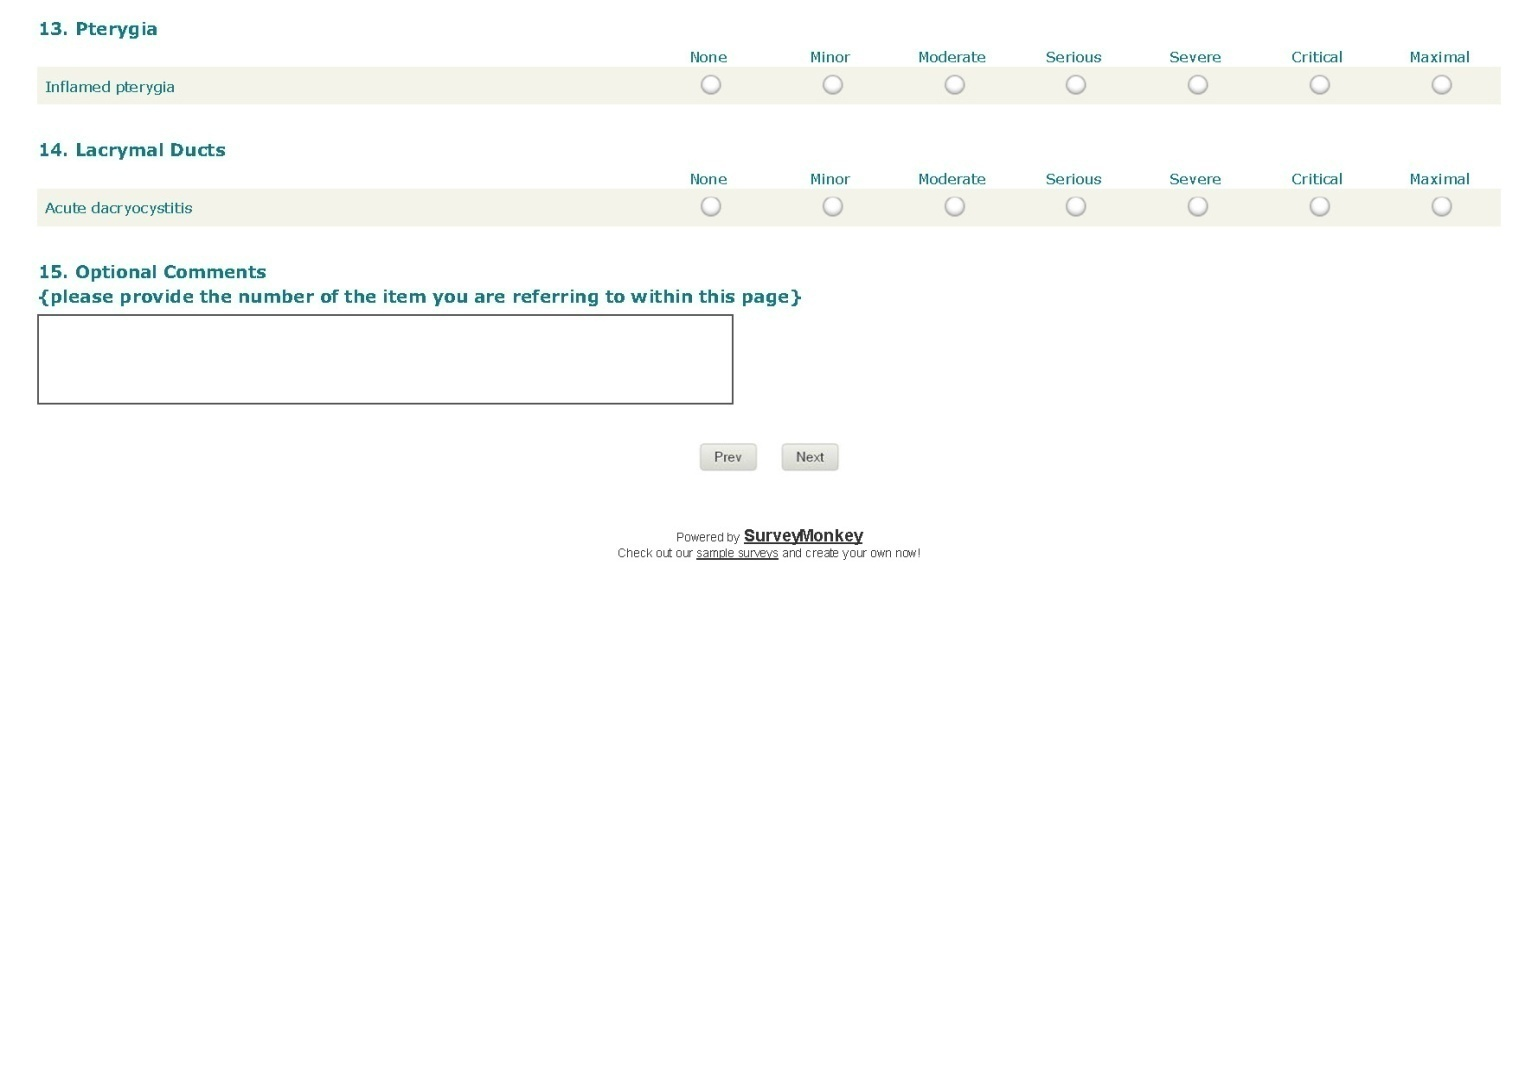 13. Pterygia
None Minor Moderate Serious Severe Critical Maximal
Inflamed pterygia
14. Lacrymal Ducts
None Minor Moderate Serious Severe Critical Maximal
Acute dacryocystitis
15. Optional Comments
{please provide the number of the item you are referring to within this page}
Prev Next
Powered by SurveyMonkey
Check out our sample surveys and create your own now!